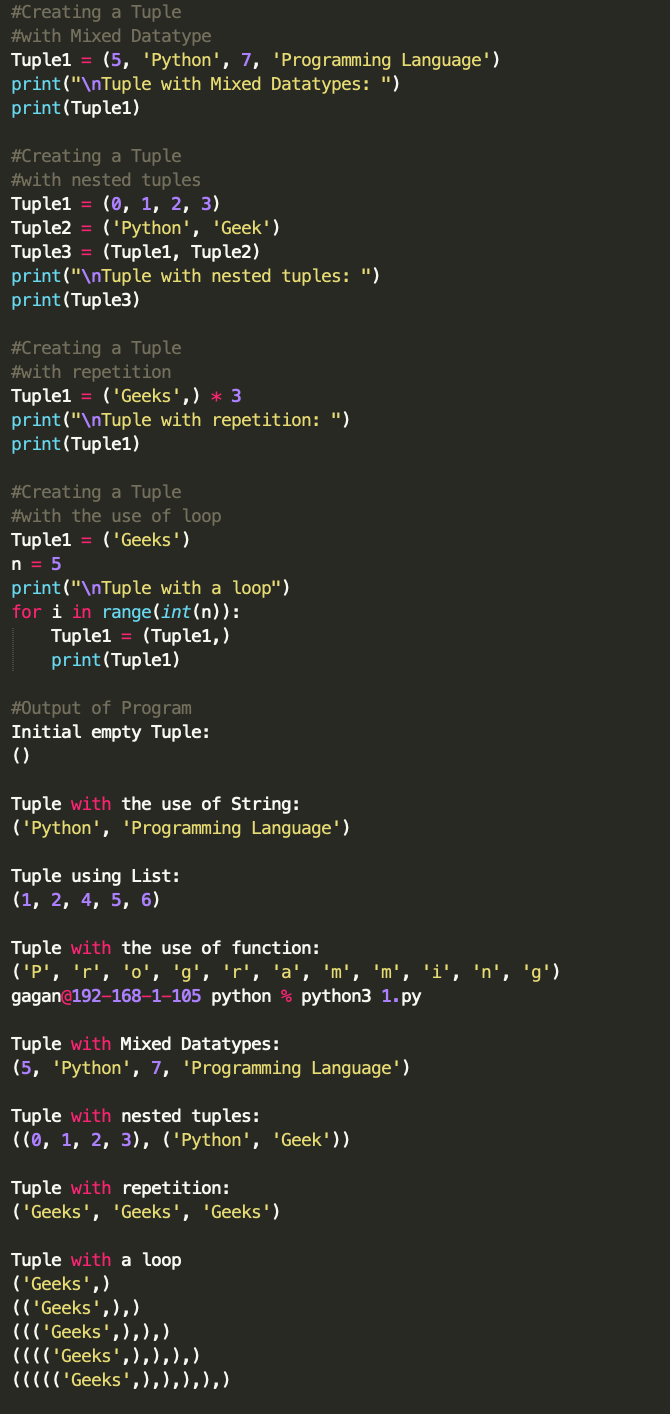 #Creating a Tuple
#with Mixed Datatype
Tuple1 = (5, 'Python', 7, 'Programming Language')
print("\nTuple with Mixed Datatypes: ")
print(Tuple1)

#Creating a Tuple
#with nested tuples
Tuple1 = (0, 1, 2, 3)
Tuple2 = ('Python', 'Geek')
Tuple3 = (Tuple1, Tuple2)
print("\nTuple with nested tuples: ")
print(Tuple3)

#Creating a Tuple
#with repetition
Tuple1 = ('Geeks',) * 3
print("\nTuple with repetition: ")
print(Tuple1)

#Creating a Tuple
#with the use of loop
Tuple1 = ('Geeks')
n = 5
print("\nTuple with a loop")
for i in range(int(n)):
    Tuple1 = (Tuple1,)
    print(Tuple1)

#Output of Program
Initial empty Tuple:
()

Tuple with the use of String:
('Python', 'Programming Language')

Tuple using List:
(1, 2, 4, 5, 6)

Tuple with the use of function:
('P', 'r', 'o', 'g', 'r', 'a', 'm', 'm', 'i', 'n', 'g')
gagan@192-168-1-105 python % python3 1.py

Tuple with Mixed Datatypes:
(5, 'Python', 7, 'Programming Language')

Tuple with nested tuples:
((0, 1, 2, 3), ('Python', 'Geek'))

Tuple with repetition:
('Geeks', 'Geeks', 'Geeks')

Tuple with a loop
('Geeks',)
(('Geeks',),)
((('Geeks',),),)
(((('Geeks',),),),)
((((('Geeks',),),),),)